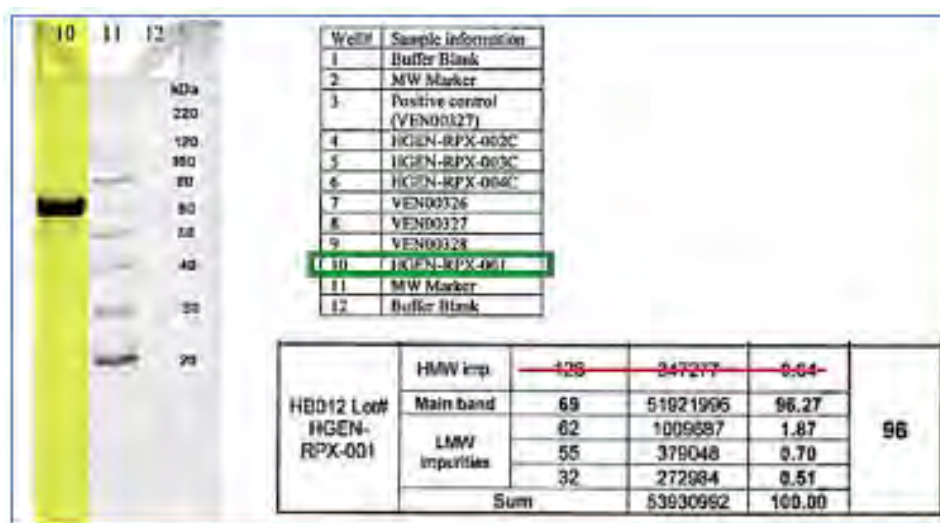 10 11 12
kDa
220
120
100
80
60
50
40
30
20
Well# Sample information
1 Buffer Blank
2 MW Marker
3 Positive control
(VEN00327)
4 HGEN-RPX-002C
5 HGEN-RPX-003C
6 HGEN-RPX-004C
7 VEN00326
8 VEN00327
9 VEN00328
10 HGEN-RPX-001
11 MW Marker
12 Buffer Blank
HMW imp. 128 347277 0.64
HB012 Lot#
HGEN-
RPX-001
Main band 69 51921996 96.27
LMW
impurities
62 1009687 1.87
55 379048 0.70
32 272984 0.51
Sum 53930992 100.00
96